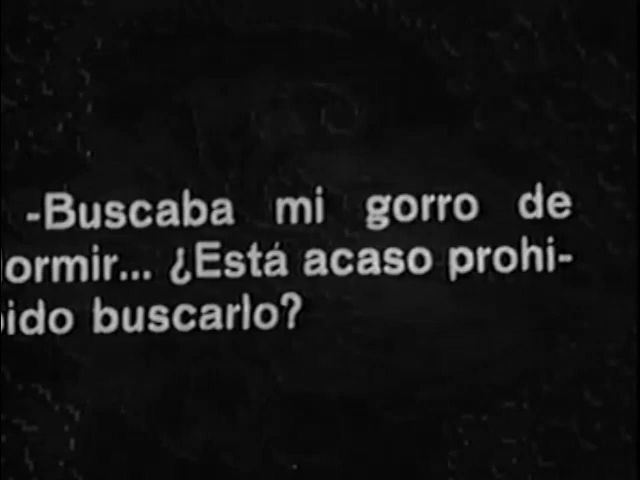 -Buscaba mi gorro de
ormir... ¿Está acaso prohi-
ido buscarlo?